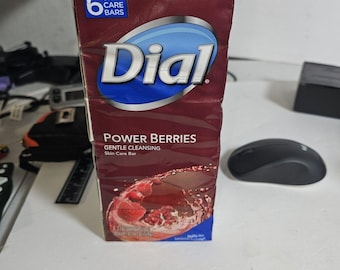 6 CARE
BARS
Dial®
POWER BERRIES
GENTLE CLEANSING
Skin Care Bar